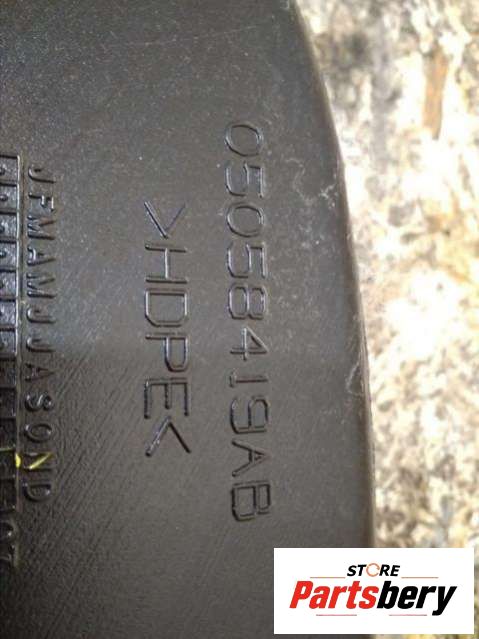 05058419AB
>HDPE<
JFMAMJJASOND
STORE
Partsbery